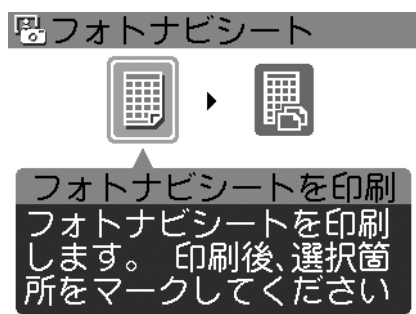 フォトナビシート
フォトナビシートを印刷
フォトナビシートを印刷
します。 印刷後、選択箇
所をマークしてください